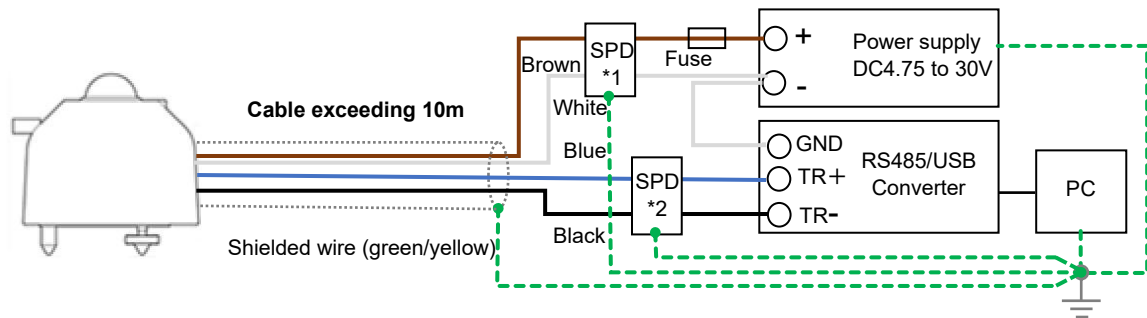 SPD
*1
Fuse
+
-
Power supply
DC4.75 to 30V
Brown
Cable exceeding 10m
White
Blue
GND
TR+
TR-
RS485/USB
Converter
PC
SPD
*2
Black
Shielded wire (green/yellow)